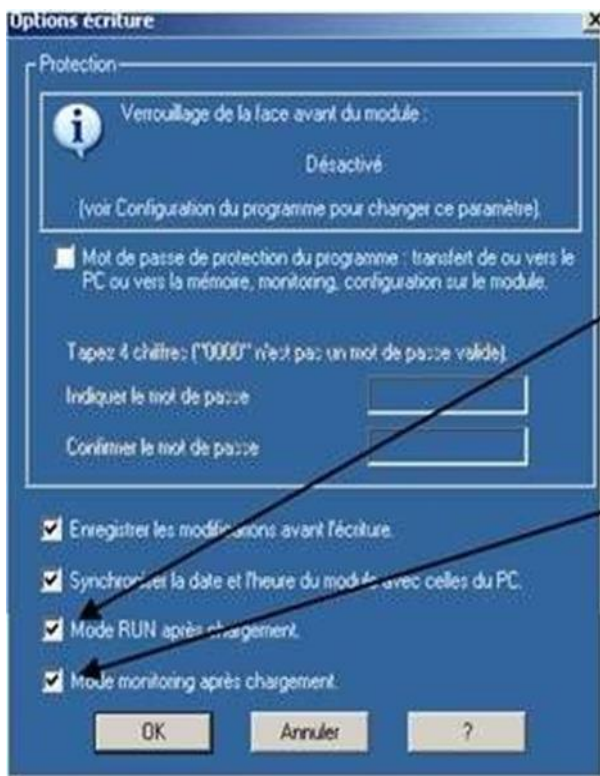 Options écriture
Protection
Verrouillage de la face avant du module :
Désactivé
(voir Configuration du programme pour changer ce paramètre)
Mot de passe de protection du programme : transfert de ou vers le
PC ou vers la mémoire, monitoring, configuration sur le module.
Tapez 4 chiffres ("0000" n'est pas un mot de passe valide)
Indiquer le mot de passe
Confirmer le mot de passe
Enregistrer les modifications avant l'écriture.
Synchroniser la date et l'heure du module avec celles du PC.
Mode RUN après chargement.
Mode monitoring après chargement.
OK Annuler ?